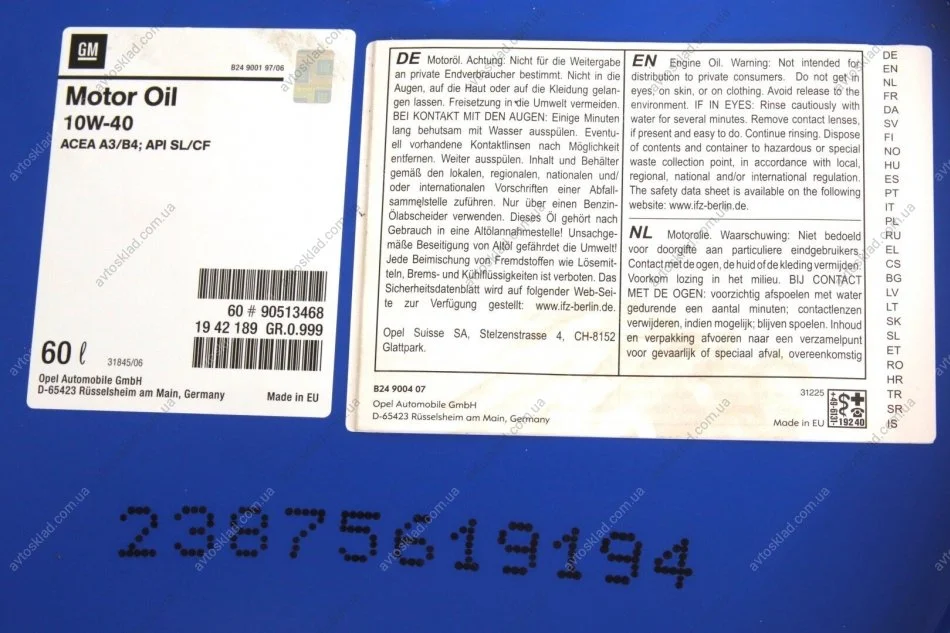 GM
B24 9001 97/06
Motor Oil
10W-40
ACEA A3/B4; API SL/CF
60 # 90513468
19 42 189 GR.0.999
60 ℓ
31845/06
Opel Automobile GmbH
D-65423 Rüsselsheim am Main, Germany
Made in EU
DE Motoröl. Achtung: Nicht für die Weitergabe
an private Endverbraucher bestimmt. Nicht in die
Augen, auf die Haut oder auf die Kleidung gelan-
gen lassen. Freisetzung in die Umwelt vermeiden.
BEI KONTAKT MIT DEN AUGEN: Einige Minuten
lang behutsam mit Wasser ausspülen. Eventu-
ell vorhandene Kontaktlinsen nach Möglichkeit
entfernen. Weiter ausspülen. Inhalt und Behälter
gemäß den lokalen, regionalen, nationalen und/
oder internationalen Vorschriften einer Abfall-
sammelstelle zuführen. Nur über einen Benzin-
Ölabscheider verwenden. Dieses Öl gehört nach
Gebrauch in eine Altölannahmestelle! Unsachge-
mäße Beseitigung von Altöl gefährdet die Umwelt!
Jede Beimischung von Fremdstoffen wie Lösemit-
teln, Brems- und Kühlflüssigkeiten ist verboten. Das
Sicherheitsdatenblatt wird auf folgender Web-Sei-
te zur Verfügung gestellt: www.ifz-berlin.de.
Opel Suisse SA, Stelzenstrasse 4, CH-8152
Glattpark.
EN Engine Oil. Warning: Not intended for
distribution to private consumers. Do not get in
eyes, on skin, or on clothing. Avoid release to the
environment. IF IN EYES: Rinse cautiously with
water for several minutes. Remove contact lenses,
if present and easy to do. Continue rinsing. Dispose
of contents and container to hazardous or special
waste collection point, in accordance with local,
regional, national and/or international regulation.
The safety data sheet is available on the following
website: www.ifz-berlin.de.
NL Motorolie. Waarschuwing: Niet bedoeld
voor doorgifte aan particuliere eindgebruikers.
Contact met de ogen, de huid of de kleding vermijden.
Voorkom lozing in het milieu. BIJ CONTACT
MET DE OGEN: voorzichtig afspoelen met water
gedurende een aantal minuten; contactlenzen
verwijderen, indien mogelijk; blijven spoelen. Inhoud
en verpakking afvoeren naar een verzamelpunt
voor gevaarlijk of speciaal afval, overeenkomstig
DE
EN
NL
FR
DA
SV
FI
NO
HU
ES
PT
IT
PL
RU
EL
CS
BG
LV
LT
SK
SL
ET
RO
HR
TR
SR
IS
B24 9004 07
Opel Automobile GmbH
D-65423 Rüsselsheim am Main, Germany
31225
Made in EU
+49-613-
19240
23875619194
avtosklad.com.ua